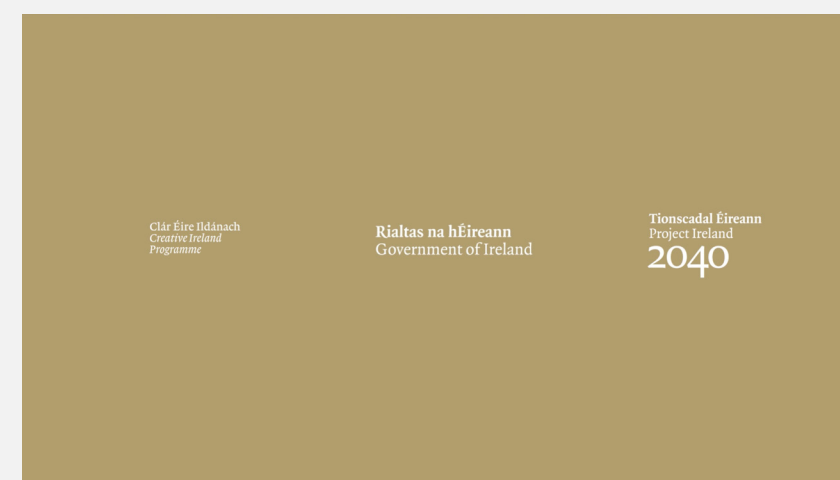 Clár Éire Ildánach
Creative Ireland
Programme
Rialtas na hÉireann
Government of Ireland
Tionscadal Éireann
Project Ireland
2040